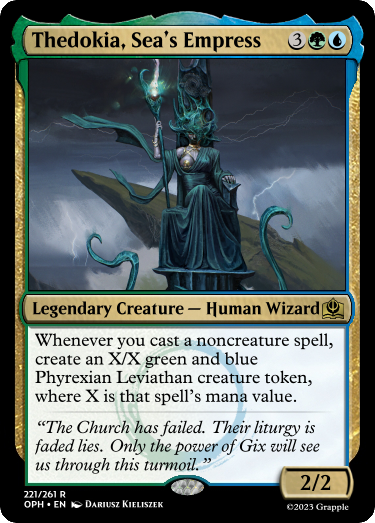 Thedokia, Sea's Empress 3
Legendary Creature — Human Wizard
Whenever you cast a noncreature spell,
create an X/X green and blue
Phyrexian Leviathan creature token,
where X is that spell's mana value.
“The Church has failed. Their liturgy is
faded lies. Only the power of Gix will see
us through this turmoil.”
2/2
221/261 R
OPH • EN Dariusz Kieliszek
©2023 Grapple